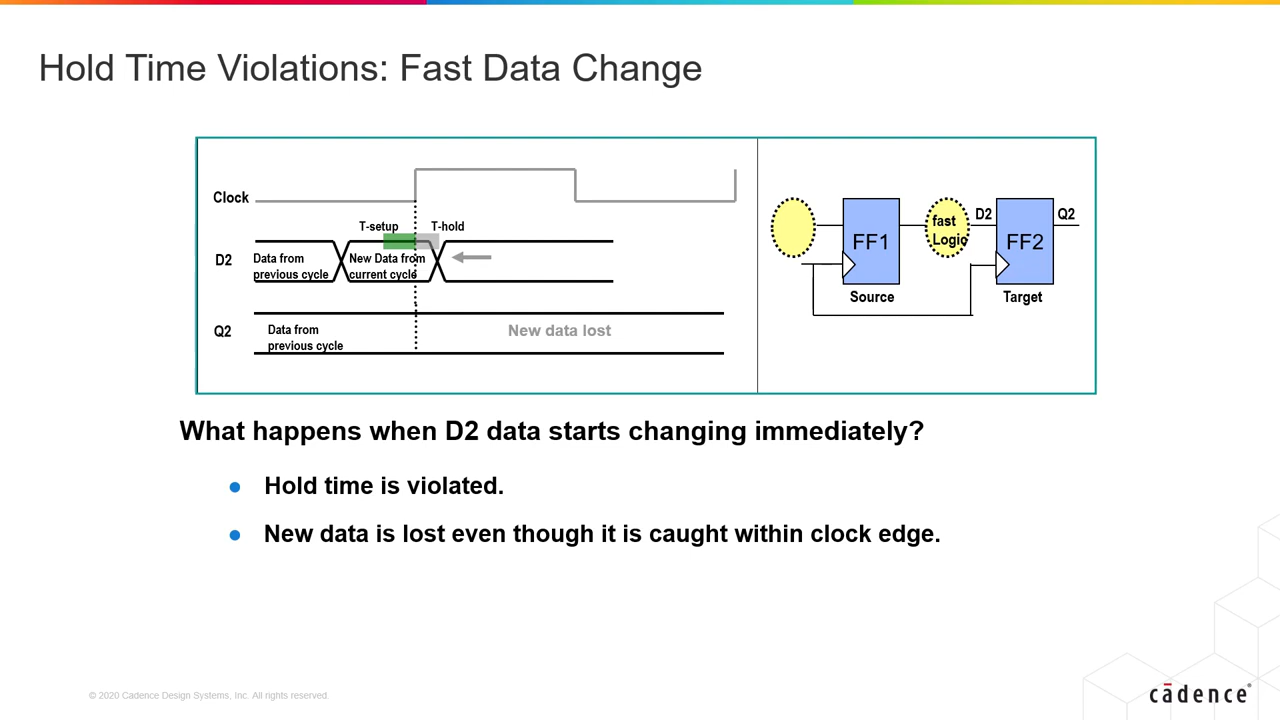 Hold Time Violations: Fast Data Change
Clock
T-setup
T-hold
D2
Data from
previous cycle
New Data from
current cycle
Q2
Data from
previous cycle
New data lost
FF1
Source
fast
Logic
D2
FF2
Target
Q2
What happens when D2 data starts changing immediately?
● Hold time is violated.
● New data is lost even though it is caught within clock edge.
© 2020 Cadence Design Systems, Inc. All rights reserved.
cādence®